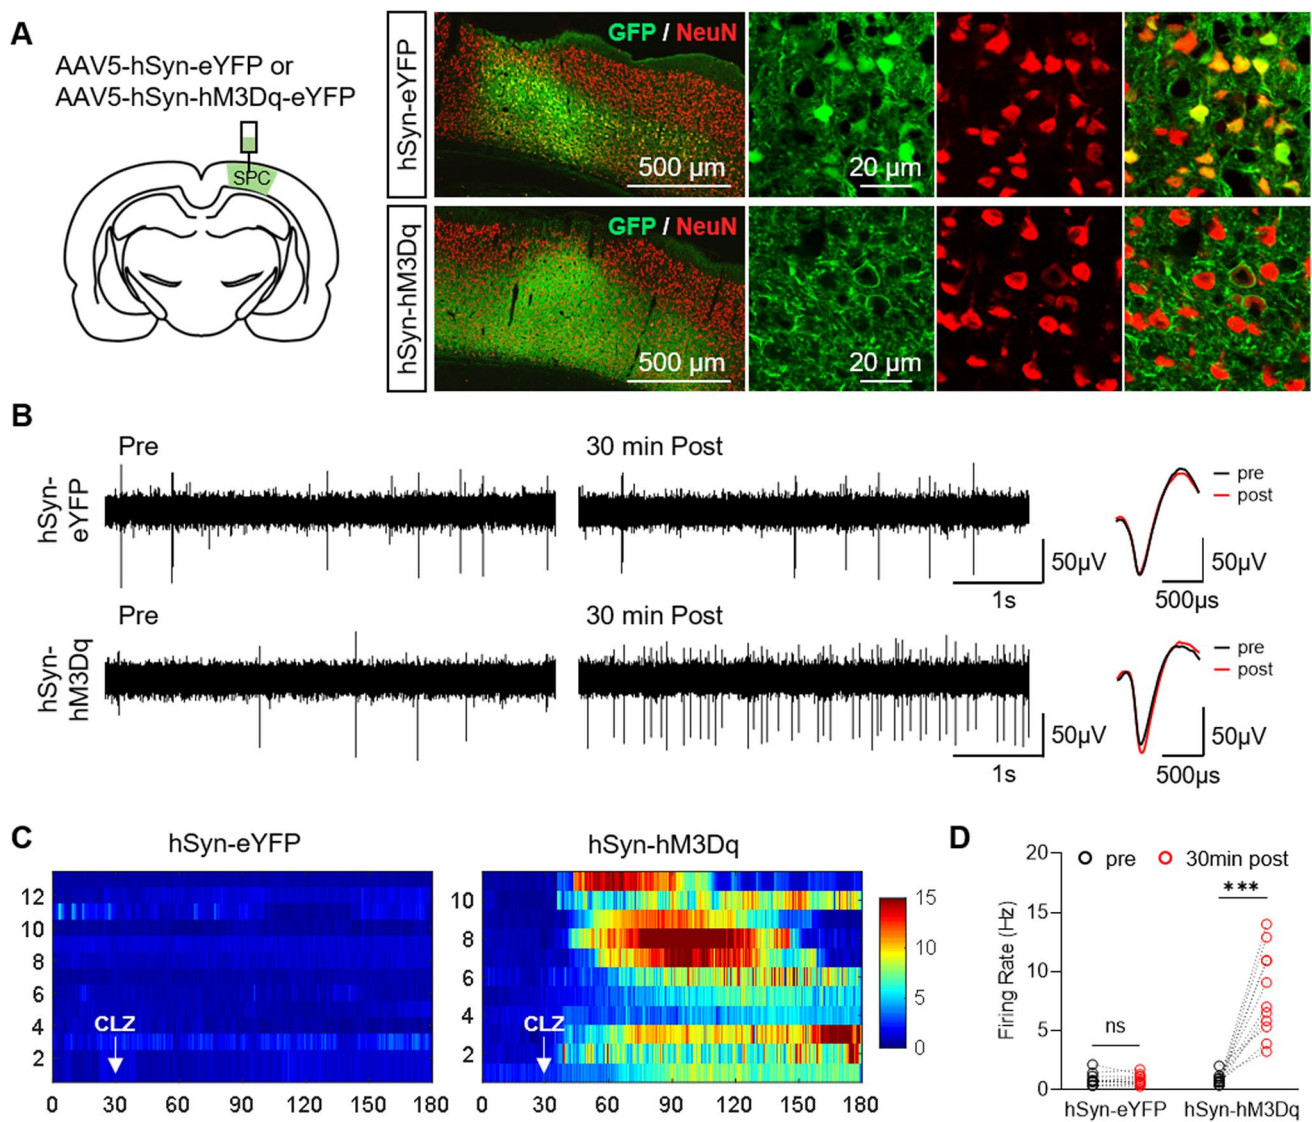 A
AAV5-hSyn-eYFP or
AAV5-hSyn-hM3Dq-eYFP
SPC
hSyn-eYFP
GFP / NeuN
500 µm
20 µm
hSyn-hM3Dq
GFP / NeuN
500 µm
20 µm
B
Pre
30 min Post
hSyn-
eYFP
pre
post
50µV
1s
50µV
500µs
Pre
30 min Post
hSyn-
hM3Dq
pre
post
50µV
1s
50µV
500µs
C
hSyn-eYFP
12
10
8
6
4
2
CLZ
0 30 60 90 120 150 180
hSyn-hM3Dq
10
8
6
4
2
CLZ
0 30 60 90 120 150 180
15
10
5
0
D
pre 30min post
Firing Rate (Hz)
20
15
10
5
0
ns
***
hSyn-eYFP hSyn-hM3Dq